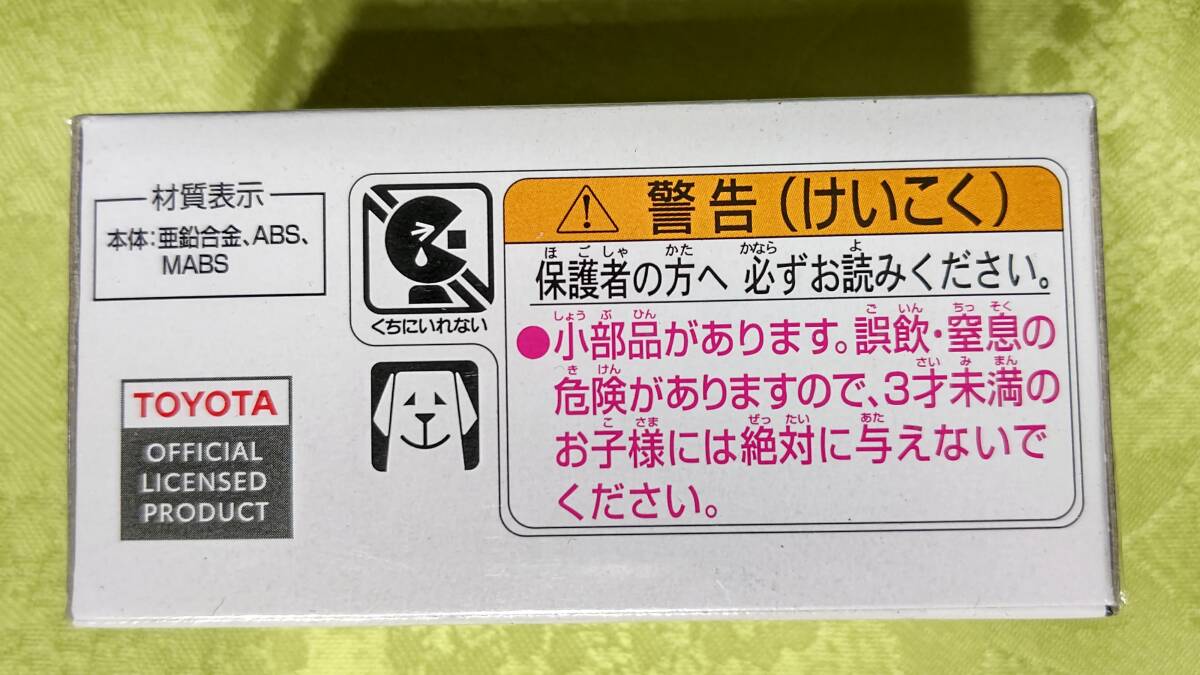 材質表示
本体:亜鉛合金、ABS、
MABS
TOYOTA
OFFICIAL
LICENSED
PRODUCT
くちにいれない
警告(けいこく)
ほごしゃ かた かなら よ
保護者の方へ 必ずお読みください。
しょうぶひん ごいん ちっそく
●小部品があります。誤飲・窒息の
きけん さいみまん
危険がありますので、3才未満の
こさま ぜったい あた
お子様には絶対に与えないで
ください。